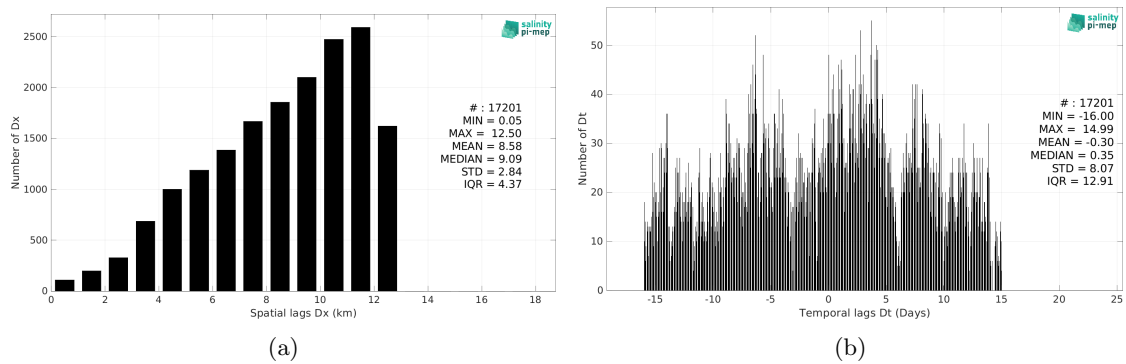 2500
2000
1500
1000
500
0
Number of Dx
0 2 4 6 8 10 12 14 16 18
Spatial lags Dx (km)
salinity
pi-mep
# : 17201
MIN = 0.05
MAX = 12.50
MEAN = 8.58
MEDIAN = 9.09
STD = 2.84
IQR = 4.37
(a)
50
40
30
20
10
0
Number of Dt
-15 -10 -5 0 5 10 15 20 25
Temporal lags Dt (Days)
salinity
pi-mep
# : 17201
MIN = -16.00
MAX = 14.99
MEAN = -0.30
MEDIAN = 0.35
STD = 8.07
IQR = 12.91
(b)